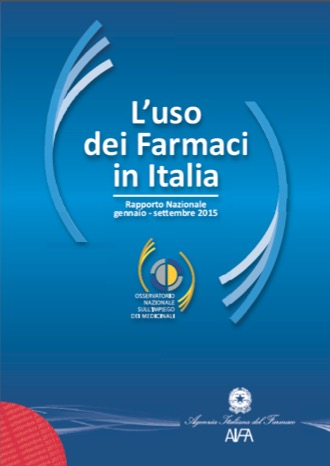 L'uso
dei Farmaci
in Italia
Rapporto Nazionale
gennaio - settembre 2015
OSSERVATORIO
NAZIONALE
SULL'IMPIEGO
DEI MEDICINALI
Agenzia Italiana del Farmaco
AIFA